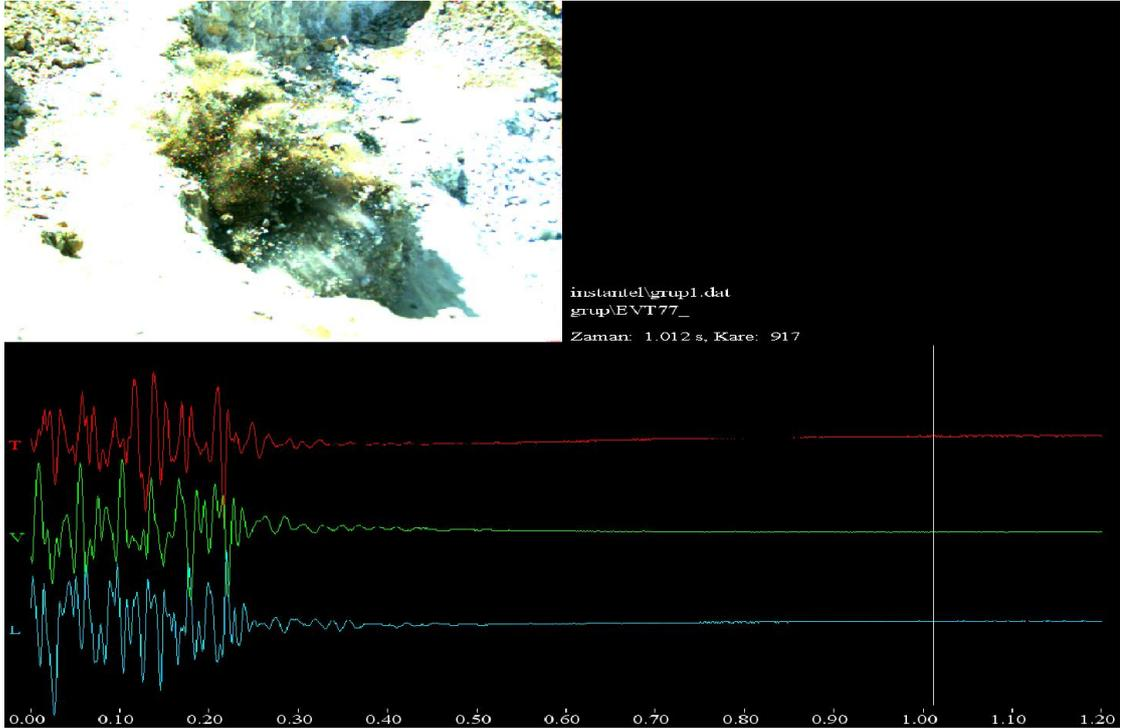 instantel\grup1.dat
grup\EVT77_
Zaman: 1.012 s, Kare: 917
T
V
L
0.00 0.10 0.20 0.30 0.40 0.50 0.60 0.70 0.80 0.90 1.00 1.10 1.20